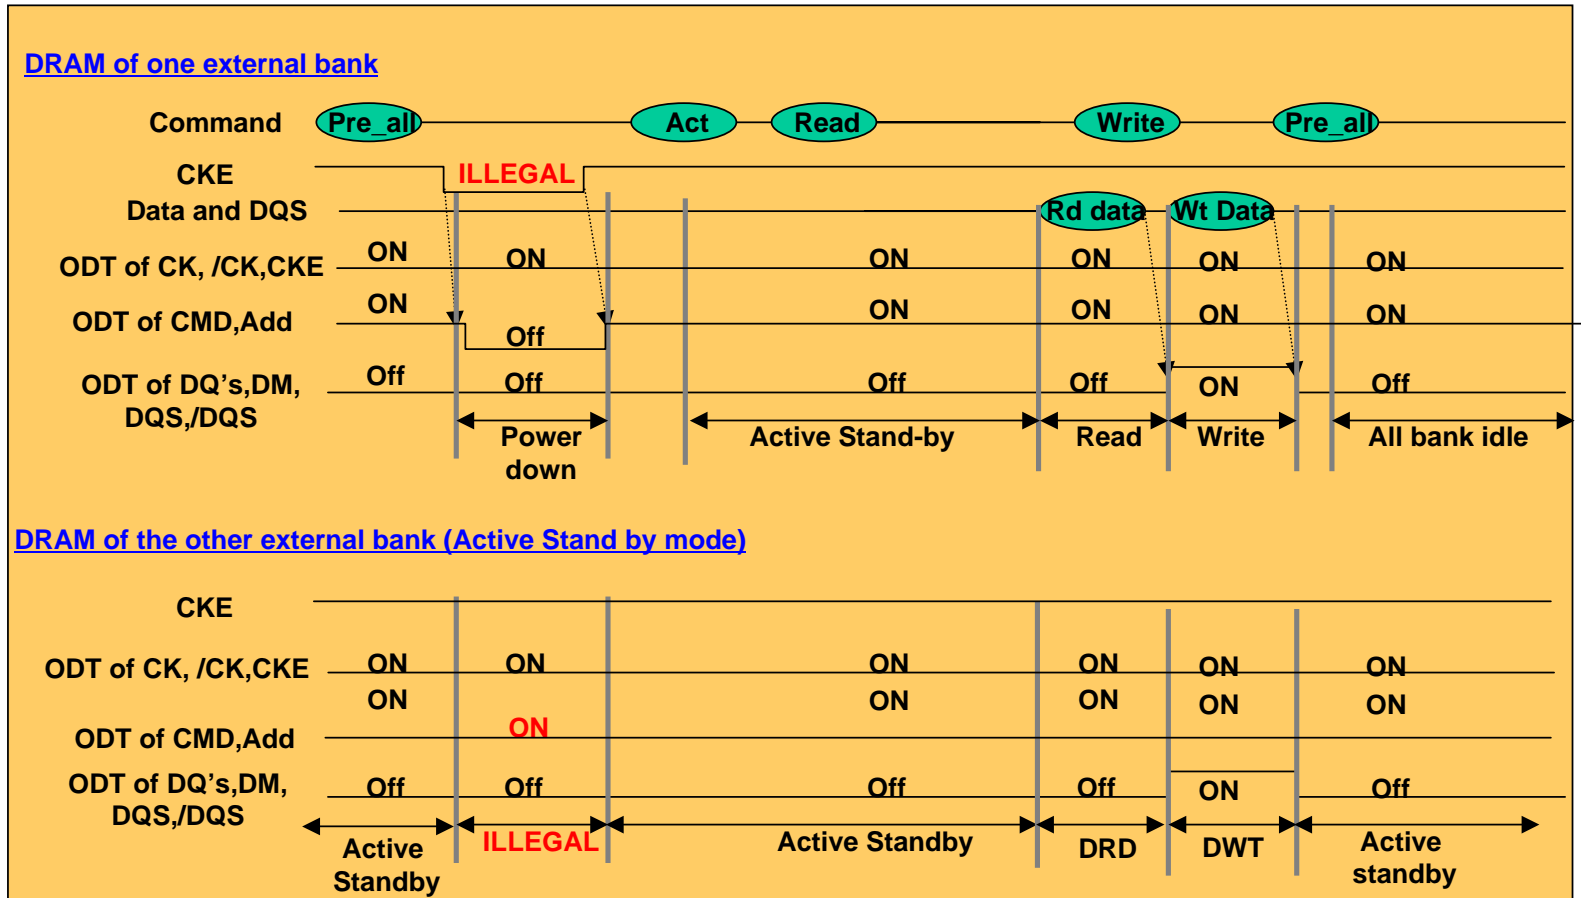 DRAM of one external bank
Command Pre_all Act Read Write Pre_all
CKE ILLEGAL
Data and DQS Rd data Wt Data
ODT of CK, /CK,CKE ON ON ON ON ON ON
ODT of CMD,Add ON Off ON ON ON ON
ODT of DQ’s,DM, Off Off Off Off ON Off
DQS,/DQS
Power Active Stand-by Read Write All bank idle
down
DRAM of the other external bank (Active Stand by mode)
CKE
ODT of CK, /CK,CKE ON ON ON ON ON ON
ON ON ON ON ON
ODT of CMD,Add ON
ODT of DQ’s,DM, Off Off Off Off ON Off
DQS,/DQS
Active ILLEGAL Active Standby DRD DWT Active
Standby standby